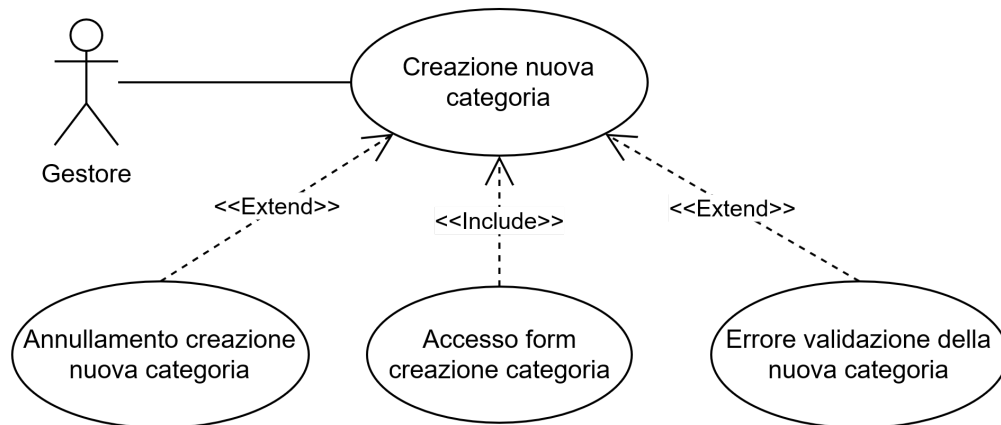 Creazione nuova
categoria
Gestore
<<Extend>>
<<Include>>
<<Extend>>
Annullamento creazione
nuova categoria
Accesso form
creazione categoria
Errore validazione della
nuova categoria